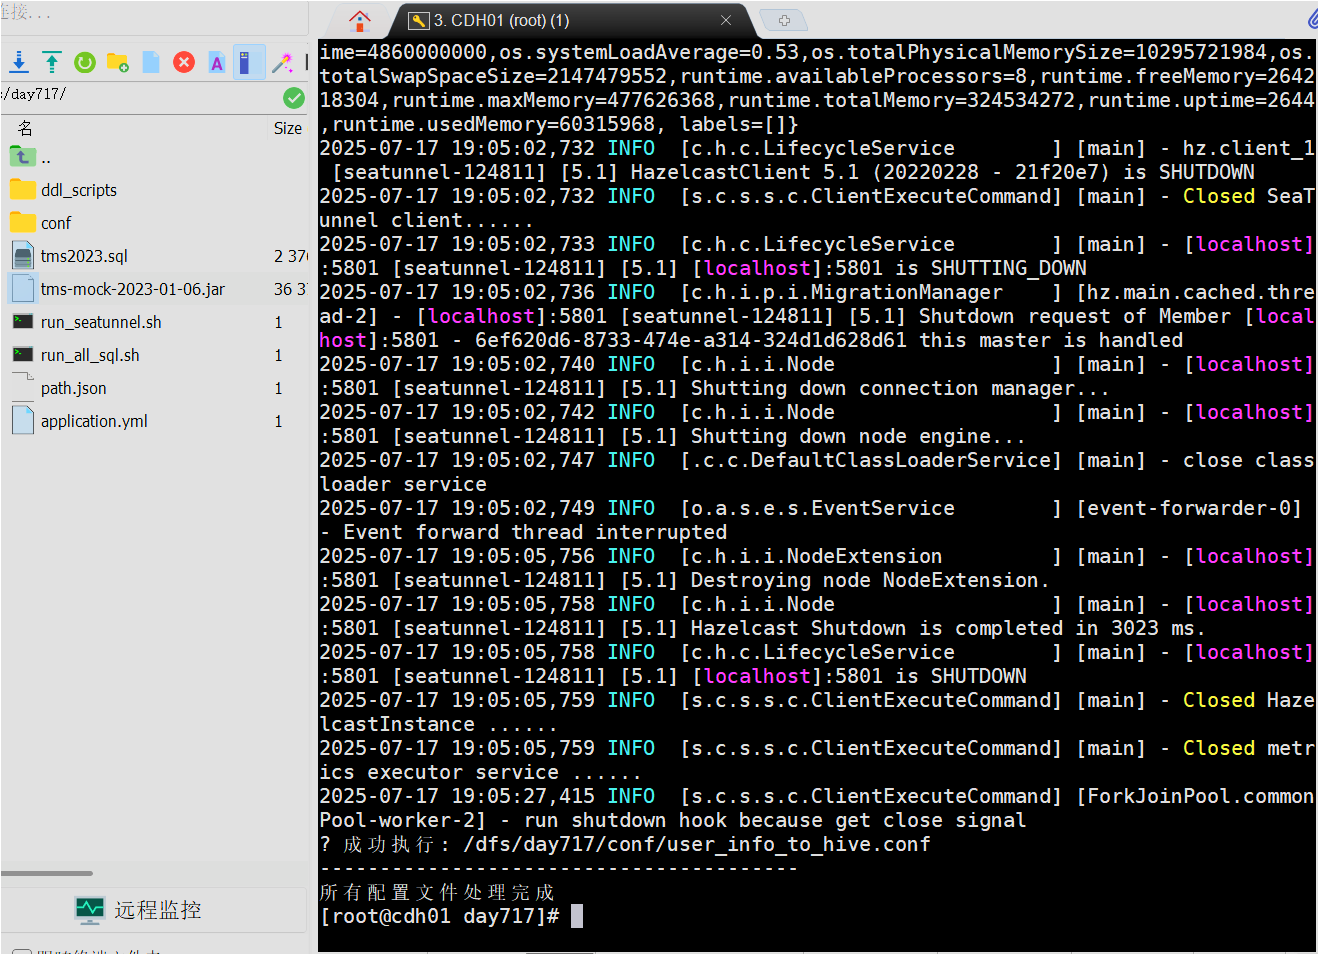 连接...
3. CDH01 (root) (1)
/day717/
名
Size
..
ddl_scripts
conf
tms2023.sql
2 37
tms-mock-2023-01-06.jar
36 3
run_seatunnel.sh
1
run_all_sql.sh
1
path.json
1
application.yml
1
远程监控
ime=4860000000,os.systemLoadAverage=0.53,os.totalPhysicalMemorySize=10295721984,os.
totalSwapSpaceSize=2147479552,runtime.availableProcessors=8,runtime.freeMemory=2642
18304,runtime.maxMemory=477626368,runtime.totalMemory=324534272,runtime.uptime=2644
,runtime.usedMemory=60315968, labels=[]}
2025-07-17 19:05:02,732 INFO  [c.h.c.LifecycleService        ] [main] - hz.client_1
 [seatunnel-124811] [5.1] HazelcastClient 5.1 (20220228 - 21f20e7) is SHUTDOWN
2025-07-17 19:05:02,732 INFO  [s.c.s.s.c.ClientExecuteCommand] [main] - Closed SeaT
unnel client......
2025-07-17 19:05:02,733 INFO  [c.h.c.LifecycleService        ] [main] - [localhost]
:5801 [seatunnel-124811] [5.1] [localhost]:5801 is SHUTTING_DOWN
2025-07-17 19:05:02,736 INFO  [c.h.i.p.i.MigrationManager    ] [hz.main.cached.thre
ad-2] - [localhost]:5801 [seatunnel-124811] [5.1] Shutdown request of Member [local
host]:5801 - 6ef620d6-8733-474e-a314-324d1d628d61 this master is handled
2025-07-17 19:05:02,740 INFO  [c.h.i.i.Node                  ] [main] - [localhost]
:5801 [seatunnel-124811] [5.1] Shutting down connection manager...
2025-07-17 19:05:02,742 INFO  [c.h.i.i.Node                  ] [main] - [localhost]
:5801 [seatunnel-124811] [5.1] Shutting down node engine...
2025-07-17 19:05:02,747 INFO  [.c.c.DefaultClassLoaderService] [main] - close class
loader service
2025-07-17 19:05:02,749 INFO  [o.a.s.e.s.EventService        ] [event-forwarder-0]
- Event forward thread interrupted
2025-07-17 19:05:05,756 INFO  [c.h.i.i.NodeExtension         ] [main] - [localhost]
:5801 [seatunnel-124811] [5.1] Destroying node NodeExtension.
2025-07-17 19:05:05,758 INFO  [c.h.i.i.Node                  ] [main] - [localhost]
:5801 [seatunnel-124811] [5.1] Hazelcast Shutdown is completed in 3023 ms.
2025-07-17 19:05:05,758 INFO  [c.h.c.LifecycleService        ] [main] - [localhost]
:5801 [seatunnel-124811] [5.1] [localhost]:5801 is SHUTDOWN
2025-07-17 19:05:05,759 INFO  [s.c.s.s.c.ClientExecuteCommand] [main] - Closed Haze
lcastInstance ......
2025-07-17 19:05:05,759 INFO  [s.c.s.s.c.ClientExecuteCommand] [main] - Closed metr
ics executor service ......
2025-07-17 19:05:27,415 INFO  [s.c.s.s.c.ClientExecuteCommand] [ForkJoinPool.common
Pool-worker-2] - run shutdown hook because get close signal
? 成功执行: /dfs/day717/conf/user_info_to_hive.conf
----------------------------------------
所有配置文件处理完成
[root@cdh01 day717]#